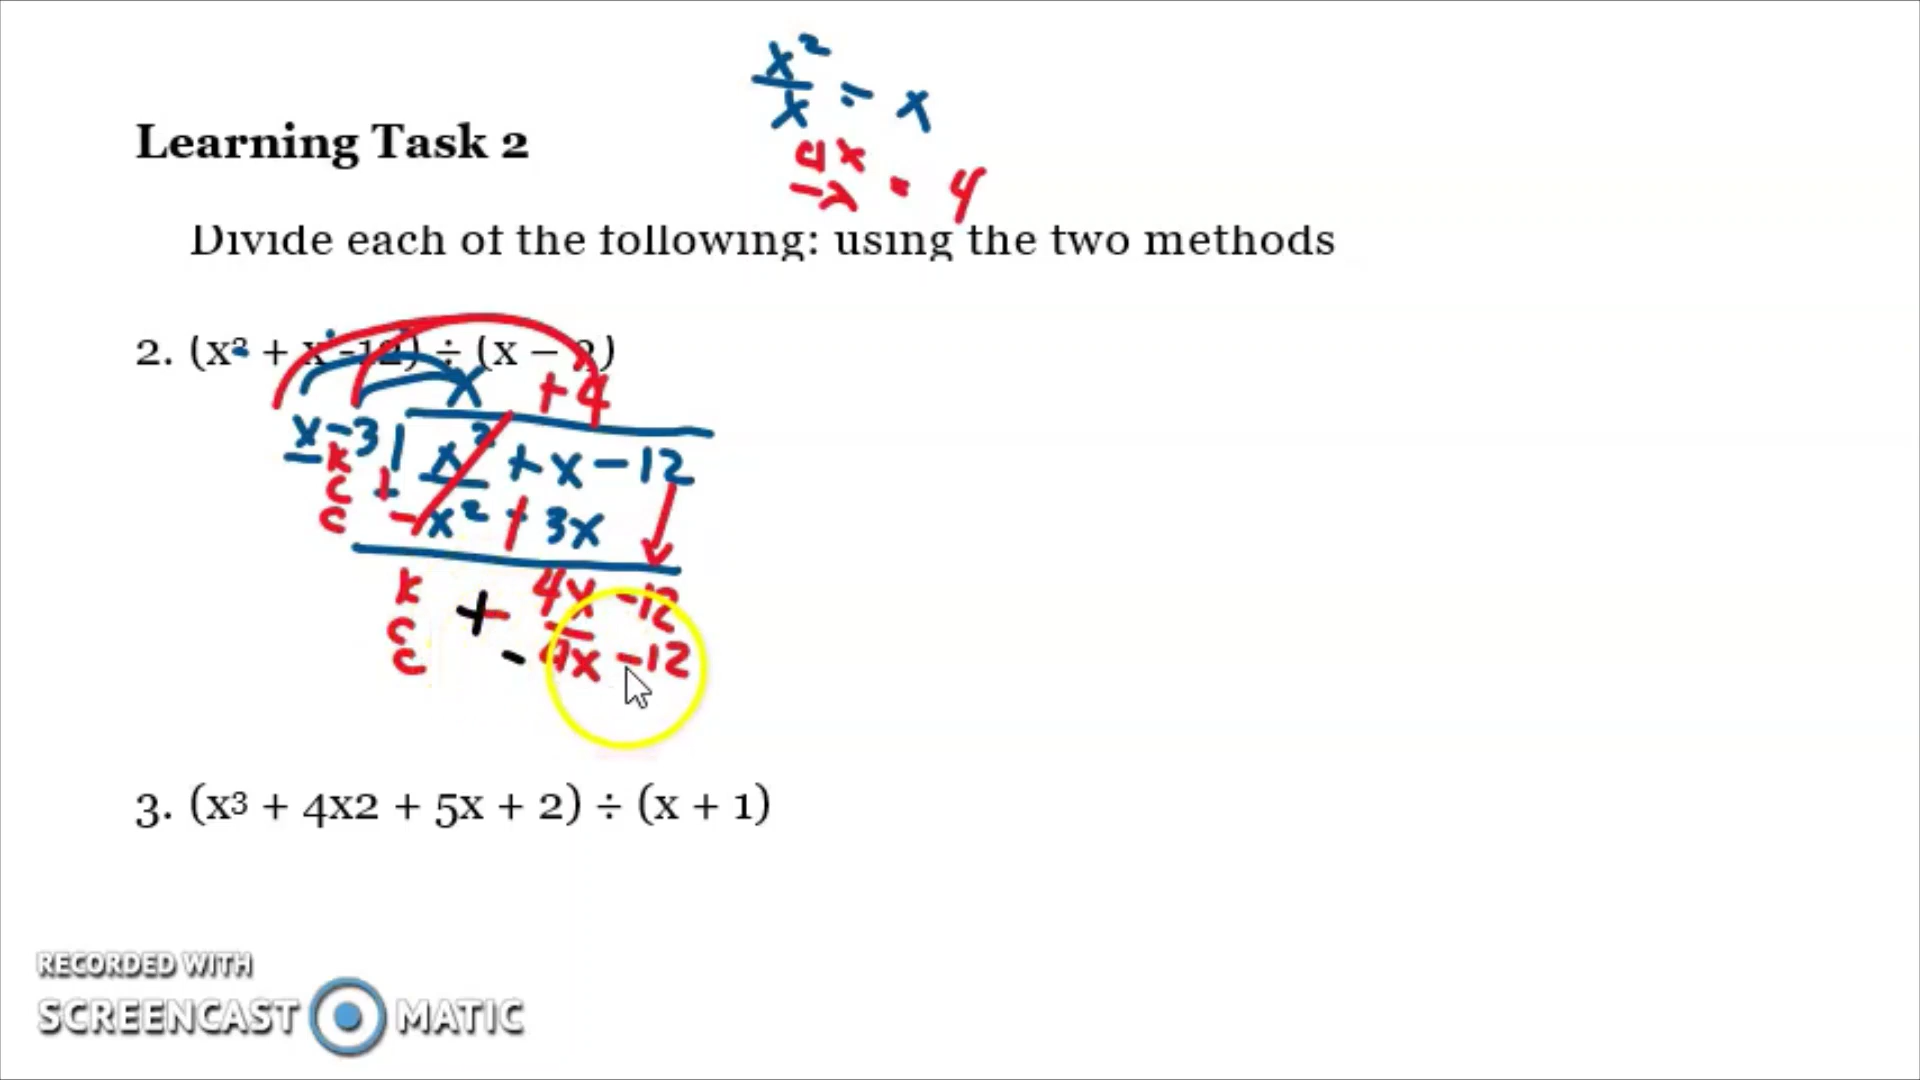 x²
x = x
Learning Task 2
4x
x = 4
Divide each of the following: using the two methods
2. (x² + x -12) ÷ (x – 3)
x + 4
x-3 x² + x - 12
K
C
C - x² + 3x
K 4x -12
C +
C - 4x -12
3. (x3 + 4x2 + 5x + 2) ÷ (x + 1)
RECORDED WITH
SCREENCAST MATIC